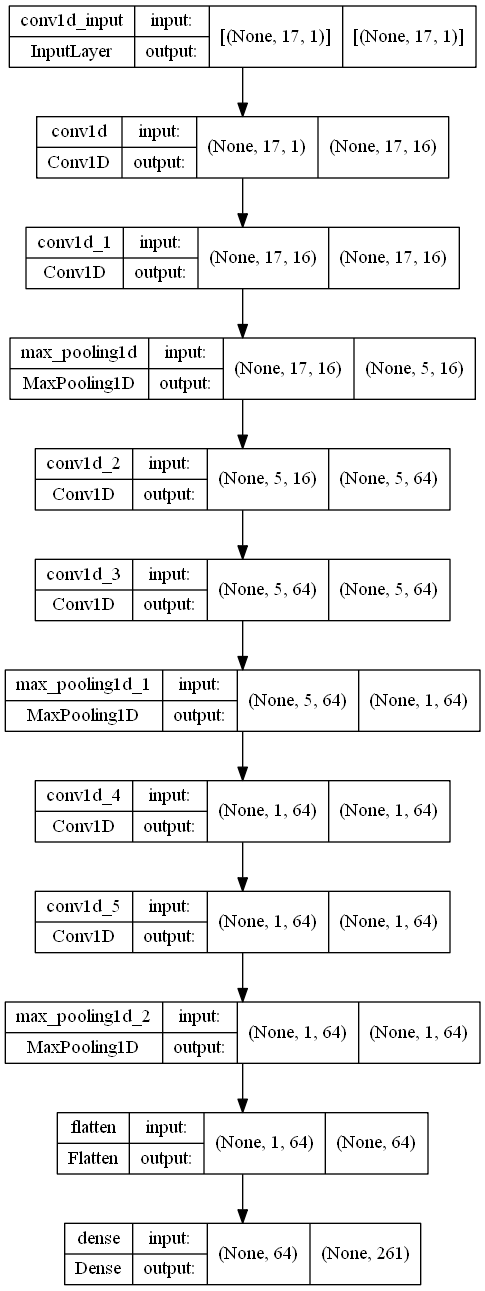 conv1d_input input: [(None, 17, 1)] [(None, 17, 1)]
InputLayer output:
conv1d input: (None, 17, 1) (None, 17, 16)
Conv1D output:
conv1d_1 input: (None, 17, 16) (None, 17, 16)
Conv1D output:
max_pooling1d input: (None, 17, 16) (None, 5, 16)
MaxPooling1D output:
conv1d_2 input: (None, 5, 16) (None, 5, 64)
Conv1D output:
conv1d_3 input: (None, 5, 64) (None, 5, 64)
Conv1D output:
max_pooling1d_1 input: (None, 5, 64) (None, 1, 64)
MaxPooling1D output:
conv1d_4 input: (None, 1, 64) (None, 1, 64)
Conv1D output:
conv1d_5 input: (None, 1, 64) (None, 1, 64)
Conv1D output:
max_pooling1d_2 input: (None, 1, 64) (None, 1, 64)
MaxPooling1D output:
flatten input: (None, 1, 64) (None, 64)
Flatten output:
dense input: (None, 64) (None, 261)
Dense output: